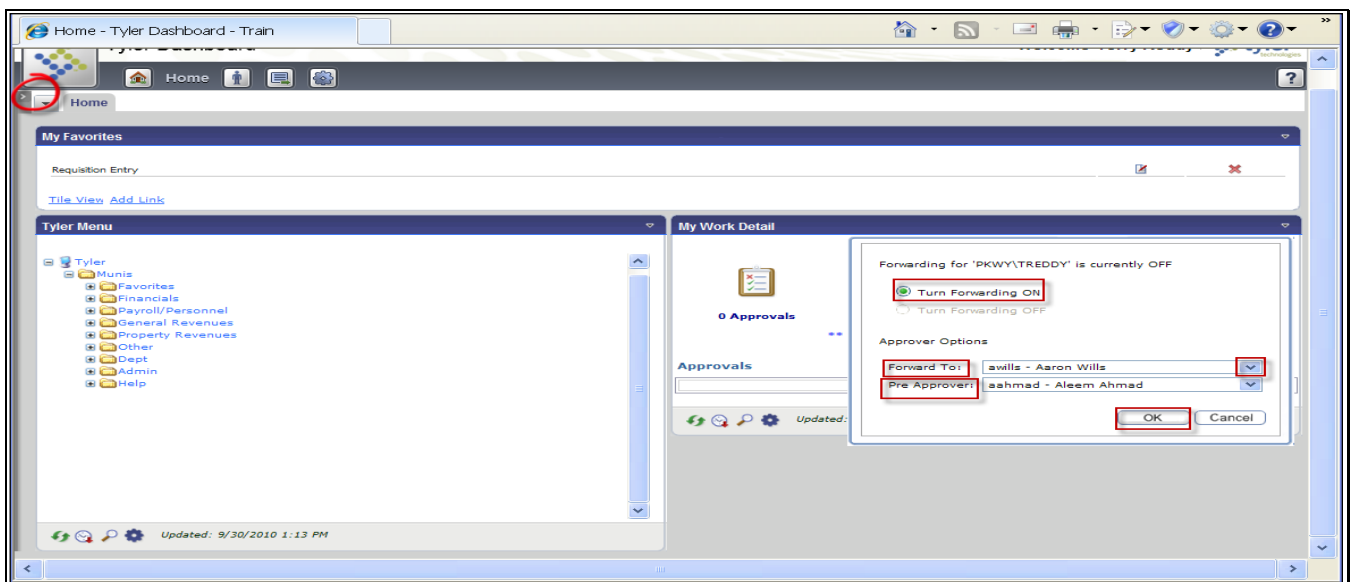 Home - Tyler Dashboard - Train
Tyler Dashboard
technologies
Home
?
Home
My Favorites
Requisition Entry
Tile View Add Link
Tyler Menu
Tyler
Munis
Favorites
Financials
Payroll/Personnel
General Revenues
Property Revenues
Other
Dept
Admin
Help
Updated: 9/30/2010 1:13 PM
My Work Detail
0 Approvals
**
Approvals
Updated:
Forwarding for 'PKWY\TREDDY' is currently OFF
Turn Forwarding ON
Turn Forwarding OFF
Approver Options
Forward To: awills - Aaron Wills
Pre Approver: aahmad - Aleem Ahmad
OK Cancel